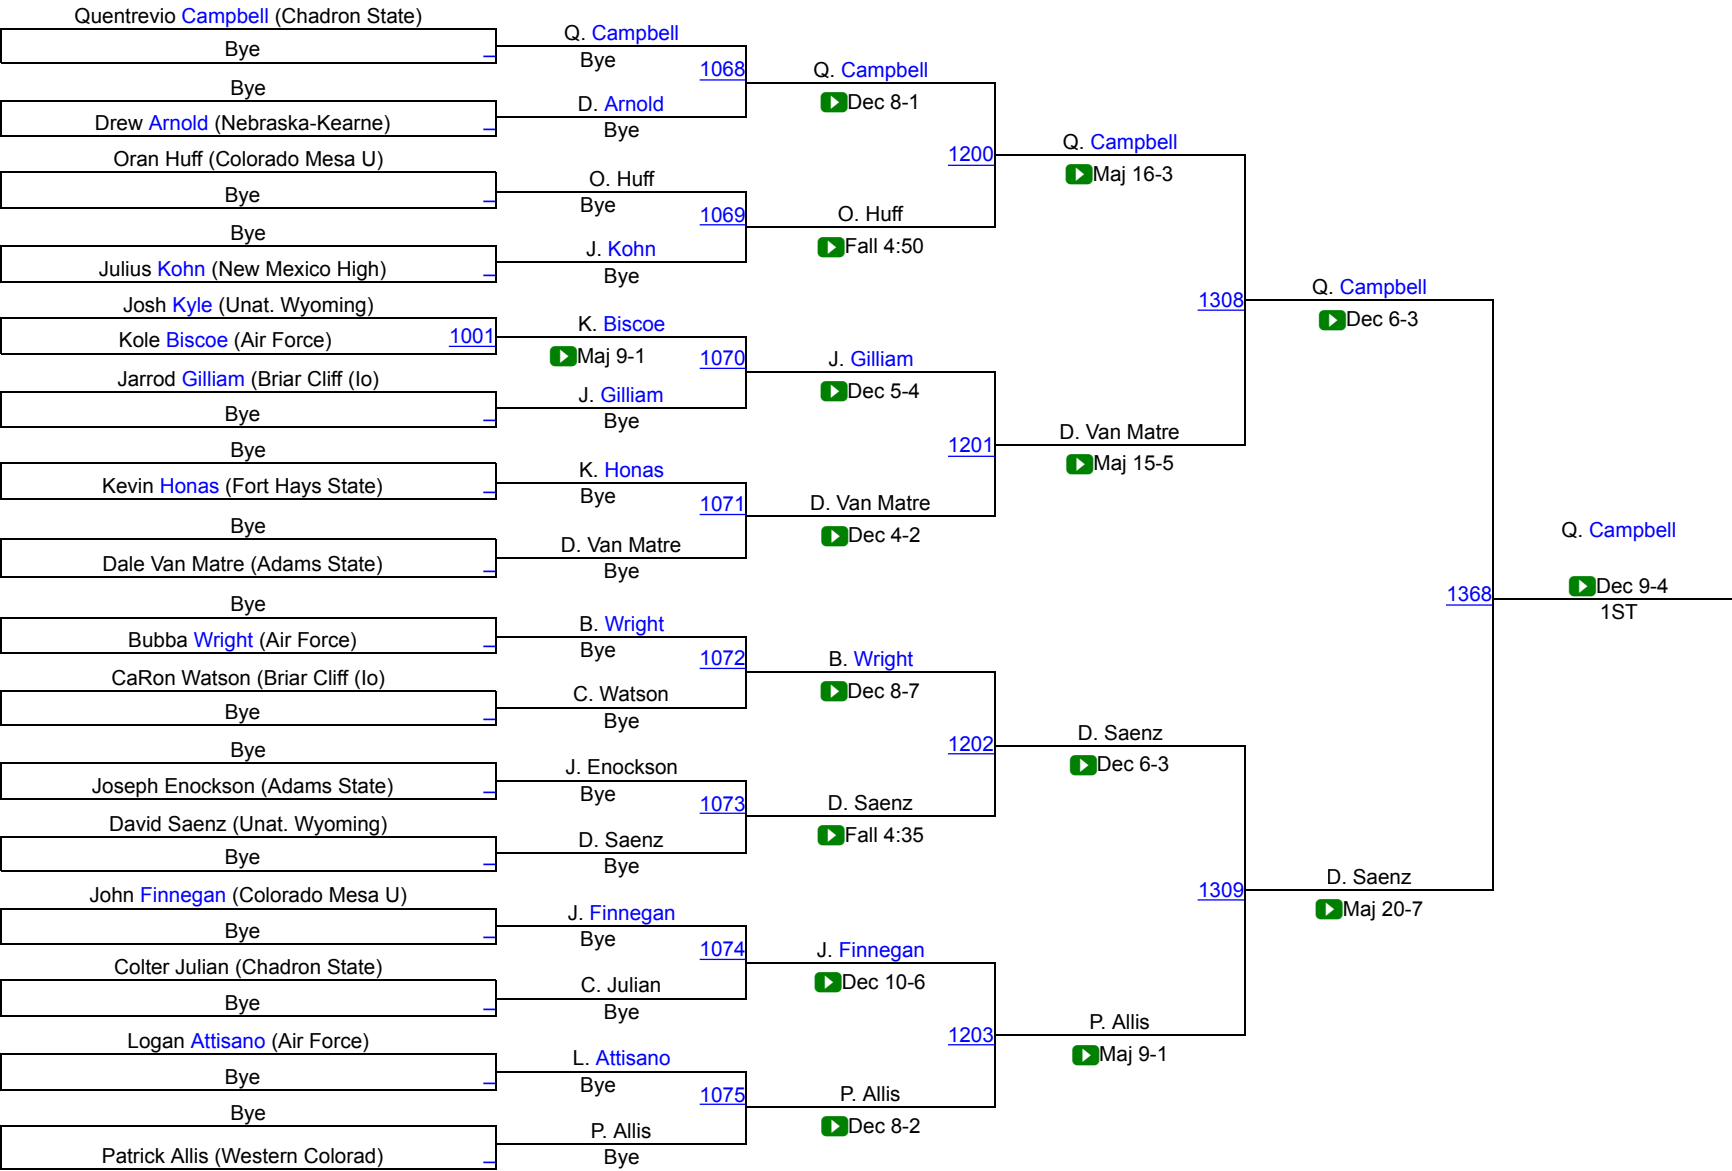 Quentrevio Campbell (Chadron State)
Bye
Bye
Drew Arnold (Nebraska-Kearne)
Oran Huff (Colorado Mesa U)
Bye
Bye
Julius Kohn (New Mexico High)
Josh Kyle (Unat. Wyoming)
Kole Biscoe (Air Force)
1001
Jarrod Gilliam (Briar Cliff (Io)
Bye
Bye
Kevin Honas (Fort Hays State)
Bye
Dale Van Matre (Adams State)
Bye
Bubba Wright (Air Force)
CaRon Watson (Briar Cliff (Io)
Bye
Bye
Joseph Enockson (Adams State)
David Saenz (Unat. Wyoming)
Bye
John Finnegan (Colorado Mesa U)
Bye
Colter Julian (Chadron State)
Bye
Logan Attisano (Air Force)
Bye
Bye
Patrick Allis (Western Colorad)
Q. Campbell
Bye
1068
D. Arnold
Bye
O. Huff
Bye
1069
J. Kohn
Bye
K. Biscoe
Maj 9-1
1070
J. Gilliam
Bye
K. Honas
Bye
1071
D. Van Matre
Bye
B. Wright
Bye
1072
C. Watson
Bye
J. Enockson
Bye
1073
D. Saenz
Bye
J. Finnegan
Bye
1074
C. Julian
Bye
L. Attisano
Bye
1075
P. Allis
Bye
Q. Campbell
Dec 8-1
1200
O. Huff
Fall 4:50
J. Gilliam
Dec 5-4
1201
D. Van Matre
Dec 4-2
B. Wright
Dec 8-7
1202
D. Saenz
Fall 4:35
J. Finnegan
Dec 10-6
1203
P. Allis
Dec 8-2
Q. Campbell
Maj 16-3
1308
D. Van Matre
Maj 15-5
D. Saenz
Dec 6-3
1309
P. Allis
Maj 9-1
Q. Campbell
Dec 6-3
1368
D. Saenz
Maj 20-7
Q. Campbell
Dec 9-4
1ST